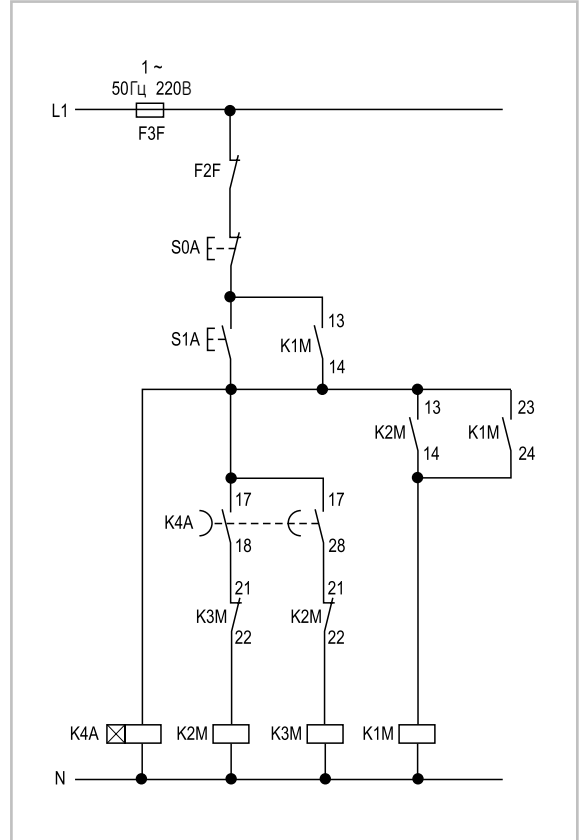 1 ~
50Гц 220В
L1
F3F
F2F
S0A
13
S1A
K1M
14
13
23
K2M
K1M
14
24
17
17
K4A
18
28
21
21
K3M
K2M
22
22
K4A
K2M
K3M
K1M
N